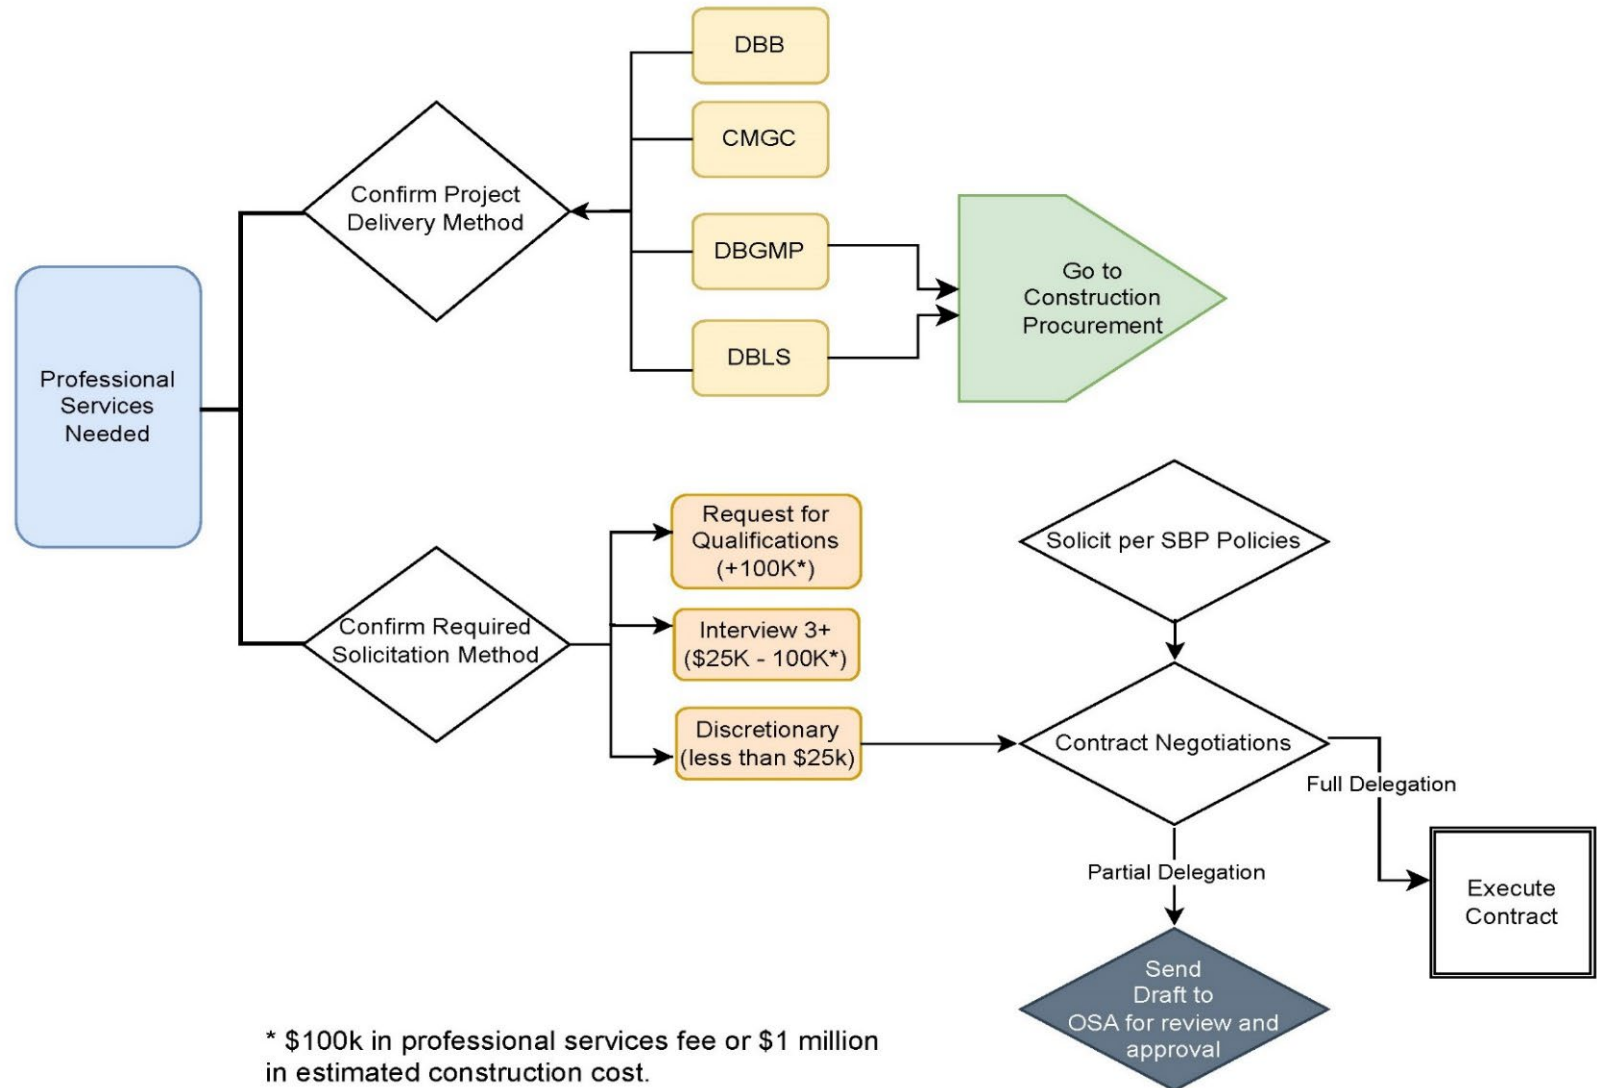 DBB
CMGC
Confirm Project
Delivery Method
DBGMP
DBLS
Go to
Construction
Procurement
Professional
Services
Needed
Request for
Qualifications
(+100K*)
Solicit per SBP Policies
Confirm Required
Solicitation Method
Interview 3+
($25K - 100K*)
Discretionary
(less than $25k)
Contract Negotiations
Full Delegation
Partial Delegation
Execute
Contract
Send
Draft to
OSA for review and
approval
* $100k in professional services fee or $1 million
in estimated construction cost.